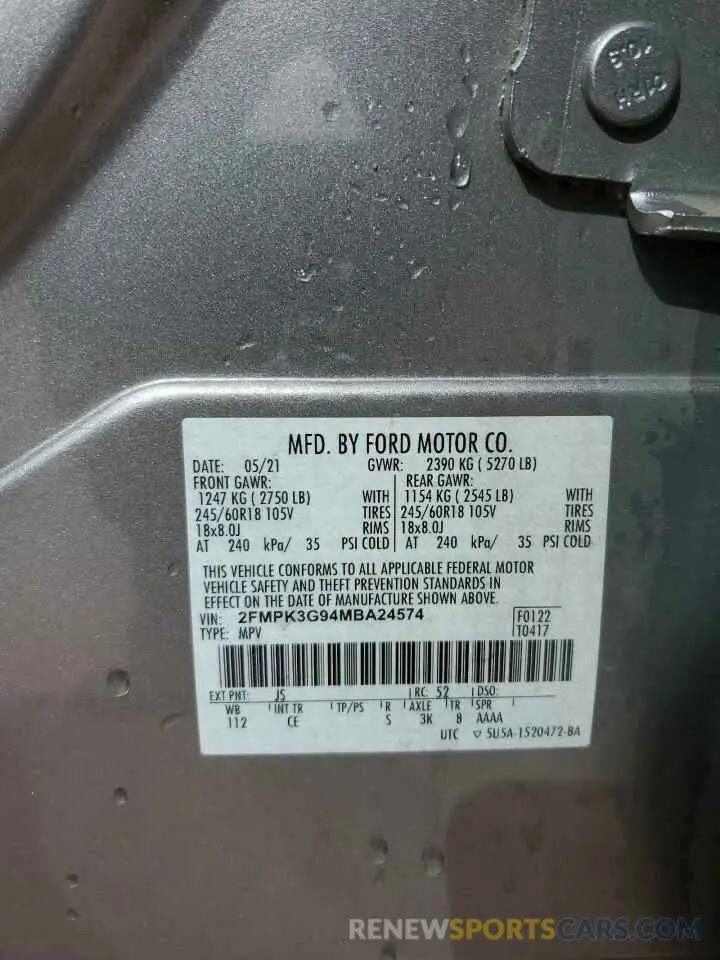 01RH
20.3
MFD. BY FORD MOTOR CO.
DATE: 05/21 GVWR: 2390 KG ( 5270 LB)
FRONT GAWR: REAR GAWR:
1247 KG ( 2750 LB) WITH 1154 KG ( 2545 LB) WITH
245/60R18 105V TIRES 245/60R18 105V TIRES
18x8.0J RIMS 18x8.0J RIMS
AT 240 kPa/ 35 PSI COLD AT 240 kPa/ 35 PSI COLD
THIS VEHICLE CONFORMS TO ALL APPLICABLE FEDERAL MOTOR
VEHICLE SAFETY AND THEFT PREVENTION STANDARDS IN
EFFECT ON THE DATE OF MANUFACTURE SHOWN ABOVE.
VIN: 2FMPK3G94MBA24574 F0122
TYPE: MPV T0417
EXT PNT: JS RC: 52 DSO:
WB INT TR TP/PS R AXLE TR SPR
112 CE S 3K 8 AAAA
UTC ▽ 5U5A-1520472-BA
RENEWSPORTSCARS.COM